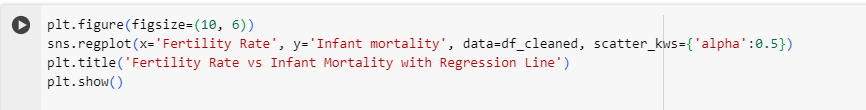 plt.figure(figsize=(10, 6))
sns.regplot(x='Fertility Rate', y='Infant mortality', data=df_cleaned, scatter_kws={'alpha':0.5})
plt.title('Fertility Rate vs Infant Mortality with Regression Line')
plt.show()